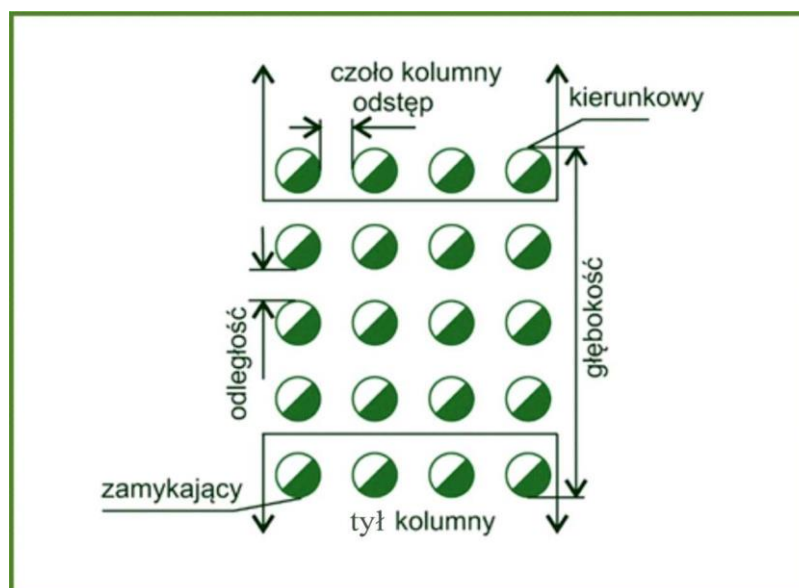 czoło kolumny
odstęp
kierunkowy
odległość
głębokość
zamykający
tył kolumny